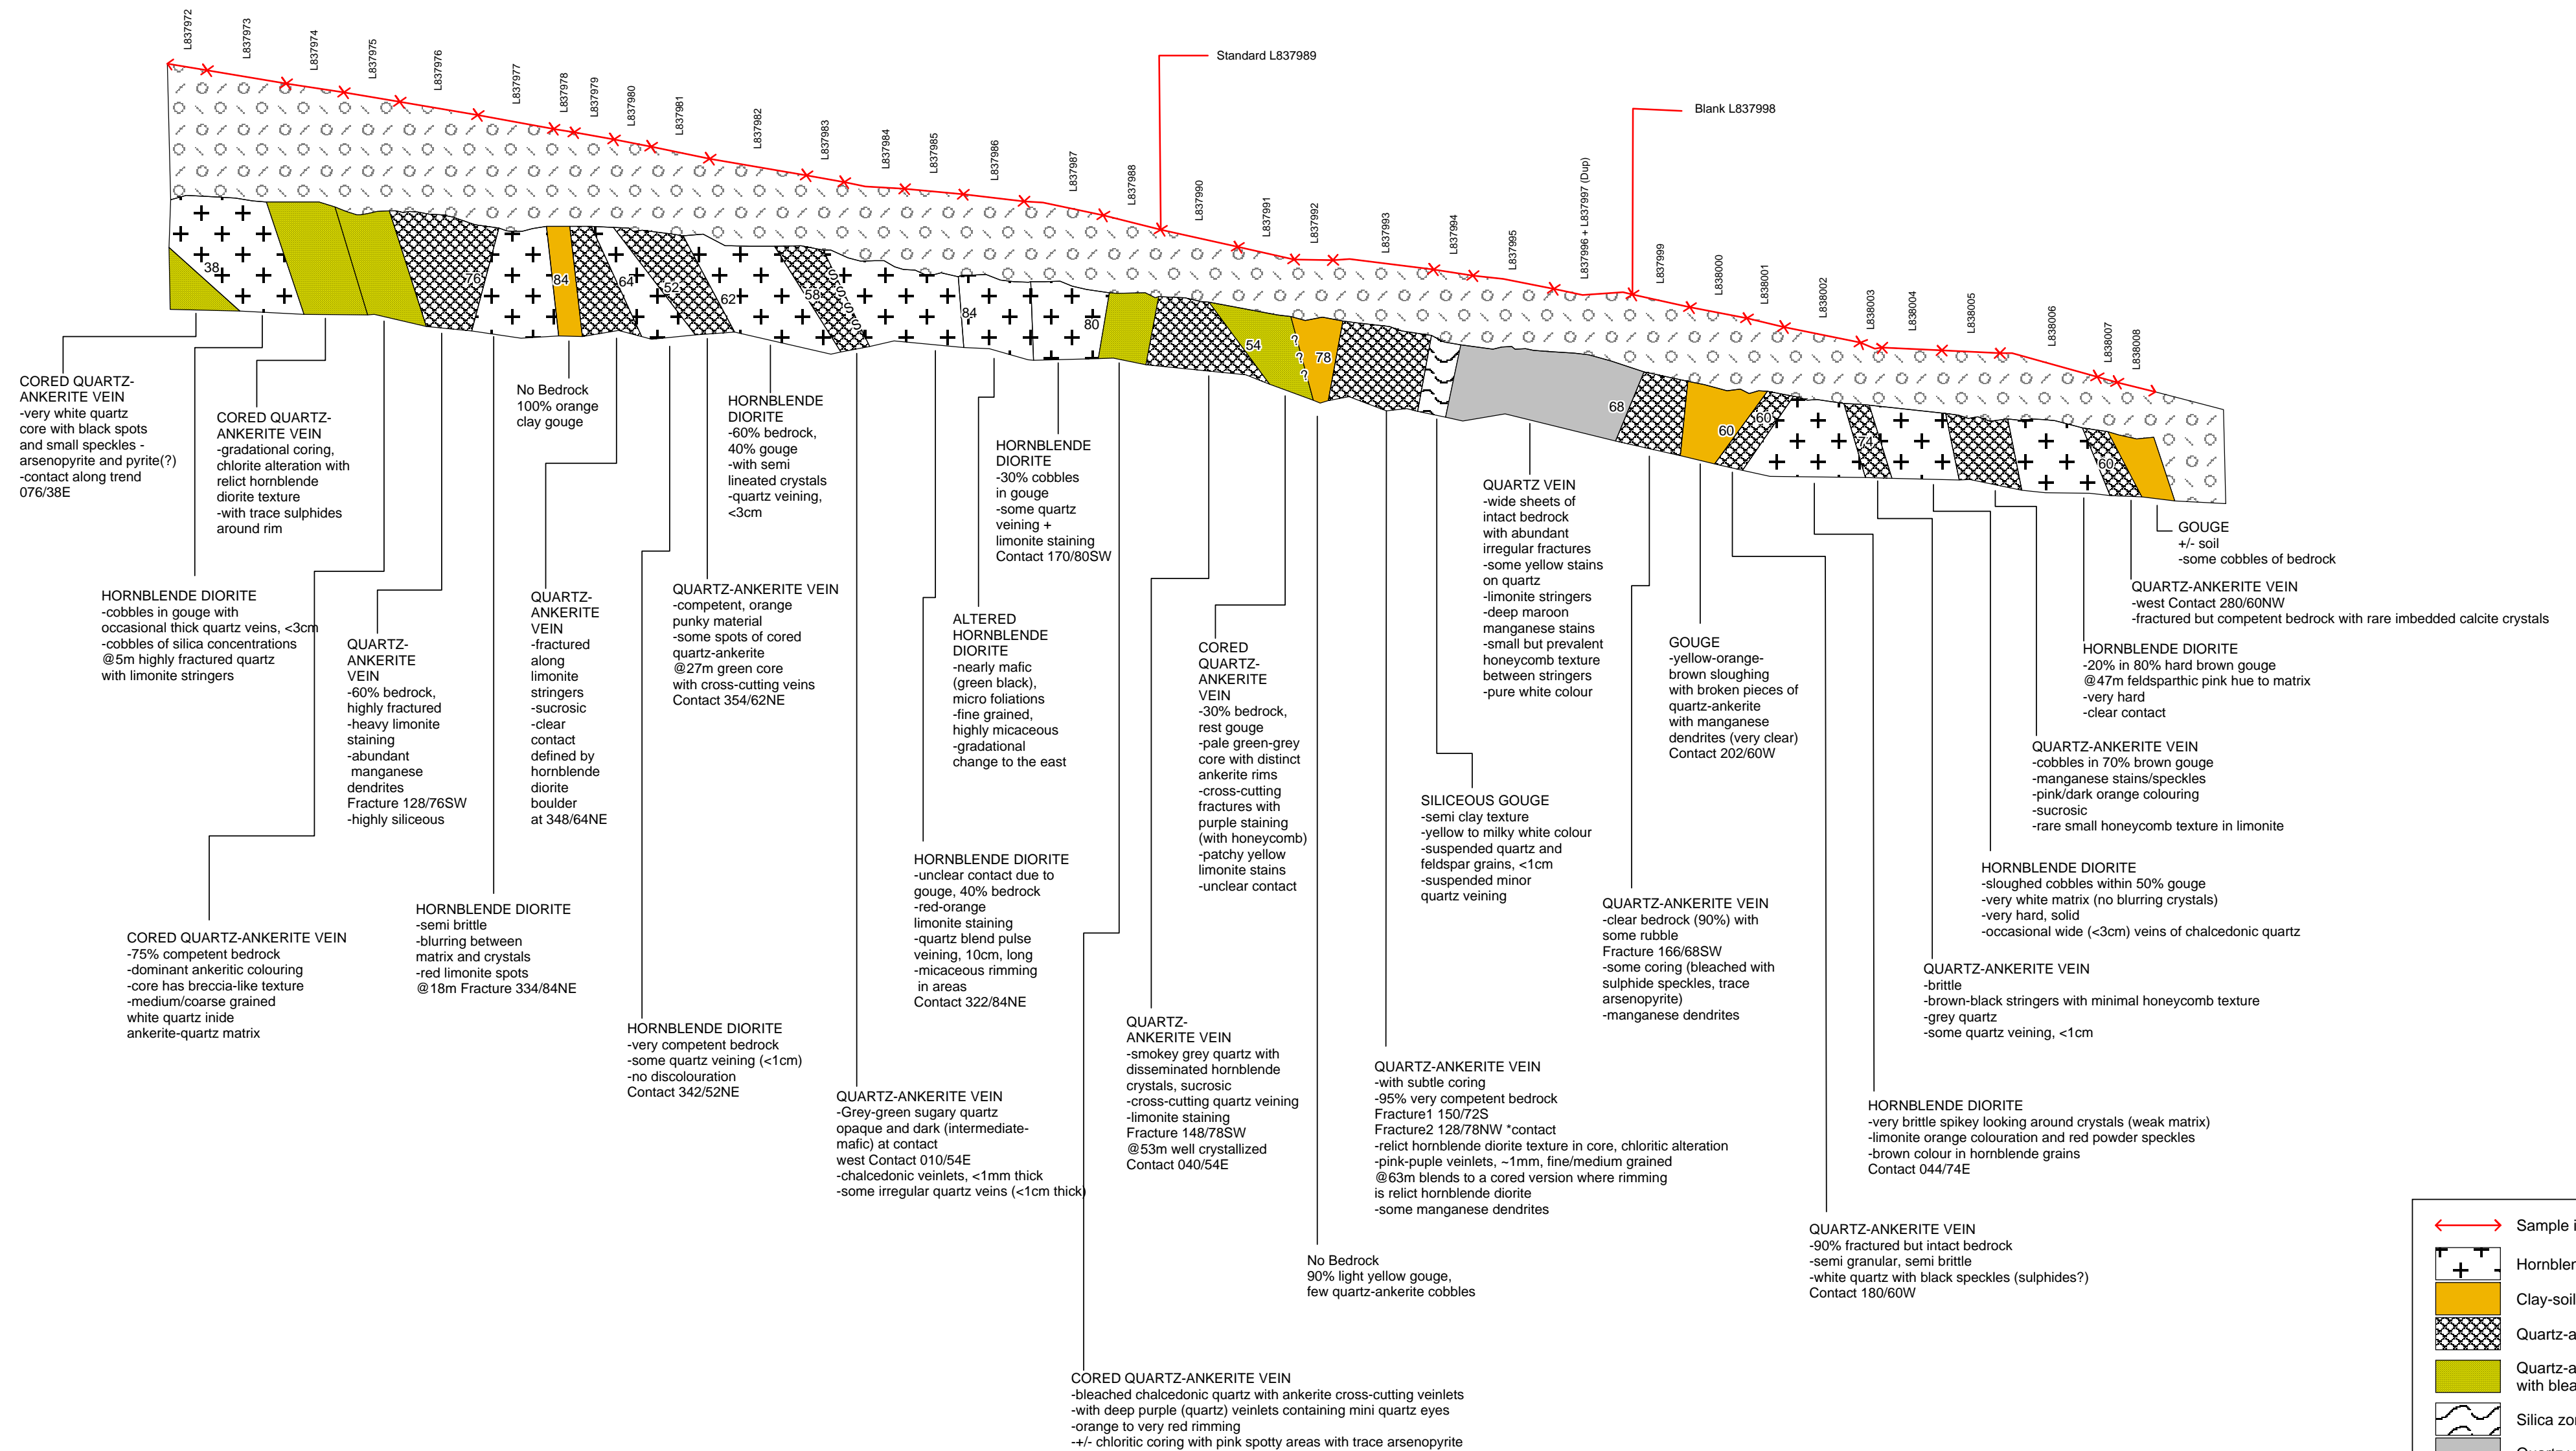 L837972
L837973
L837974
L837975
L837976
L837977
L837978
L837979
L837980
L837981
L837982
L837983
L837984
L837985
L837986
L837987
L837988
Standard L837989
L837990
L837991
L837992
L837993
L837994
L837995
L837996 + L837997 (Dup)
Blank L837998
L837999
L838000
L838001
L838002
L838003
L838004
L838005
L838006
L838007
L838008
38
76
84
64
52
62
58
S-S-S-S-S
84
80
54
?
?
?
78
68
60
60
74
60
CORED QUARTZ-
ANKERITE VEIN
-very white quartz
core with black spots
and small speckles -
arsenopyrite and pyrite(?)
-contact along trend
076/38E
HORNBLENDE DIORITE
-cobbles in gouge with
occasional thick quartz veins, <3cm
-cobbles of silica concentrations
@5m highly fractured quartz
with limonite stringers
CORED QUARTZ-
ANKERITE VEIN
-gradational coring,
chlorite alteration with
relict hornblende
diorite texture
-with trace sulphides
around rim
CORED QUARTZ-ANKERITE VEIN
-75% competent bedrock
-dominant ankeritic colouring
-core has breccia-like texture
-medium/coarse grained
white quartz inide
ankerite-quartz matrix
QUARTZ-
ANKERITE
VEIN
-60% bedrock,
highly fractured
-heavy limonite
staining
-abundant
manganese
dendrites
Fracture 128/76SW
-highly siliceous
HORNBLENDE DIORITE
-semi brittle
-blurring between
matrix and crystals
-red limonite spots
@18m Fracture 334/84NE
No Bedrock
100% orange
clay gouge
QUARTZ-
ANKERITE
VEIN
-fractured
along
limonite
stringers
-sucrosic
-clear
contact
defined by
hornblende
diorite
boulder
at 348/64NE
HORNBLENDE DIORITE
-very competent bedrock
-some quartz veining (<1cm)
-no discolouration
Contact 342/52NE
QUARTZ-ANKERITE VEIN
-competent, orange
punky material
-some spots of cored
quartz-ankerite
@27m green core
with cross-cutting veins
Contact 354/62NE
HORNBLENDE
DIORITE
-60% bedrock,
40% gouge
-with semi
lineated crystals
-quartz veining,
<3cm
QUARTZ-ANKERITE VEIN
-Grey-green sugary quartz
opaque and dark (intermediate-
mafic) at contact
west Contact 010/54E
-chalcedonic veinlets, <1mm thick
-some irregular quartz veins (<1cm thick)
HORNBLENDE DIORITE
-unclear contact due to
gouge, 40% bedrock
-red-orange
limonite staining
-quartz blend pulse
veining, 10cm, long
-micaceous rimming
in areas
Contact 322/84NE
ALTERED
HORNBLENDE
DIORITE
-nearly mafic
(green black),
micro foliations
-fine grained,
highly micaceous
-gradational
change to the east
HORNBLENDE
DIORITE
-30% cobbles
in gouge
-some quartz
veining +
limonite staining
Contact 170/80SW
CORED QUARTZ-ANKERITE VEIN
-bleached chalcedonic quartz with ankerite cross-cutting veinlets
-with deep purple (quartz) veinlets containing mini quartz eyes
-orange to very red rimming
-+/- chloritic coring with pink spotty areas with trace arsenopyrite
QUARTZ-
ANKERITE VEIN
-smokey grey quartz with
disseminated hornblende
crystals, sucrosic
-cross-cutting quartz veining
-limonite staining
Fracture 148/78SW
@53m well crystallized
Contact 040/54E
CORED
QUARTZ-
ANKERITE
VEIN
-30% bedrock,
rest gouge
-pale green-grey
core with distinct
ankerite rims
-cross-cutting
fractures with
purple staining
(with honeycomb)
-patchy yellow
limonite stains
-unclear contact
No Bedrock
90% light yellow gouge,
few quartz-ankerite cobbles
QUARTZ-ANKERITE VEIN
-with subtle coring
-95% very competent bedrock
Fracture1 150/72S
Fracture2 128/78NW *contact
-relict hornblende diorite texture in core, chloritic alteration
-pink-puple veinlets, ~1mm, fine/medium grained
@63m blends to a cored version where rimming
is relict hornblende diorite
-some manganese dendrites
SILICEOUS GOUGE
-semi clay texture
-yellow to milky white colour
-suspended quartz and
feldspar grains, <1cm
-suspended minor
quartz veining
QUARTZ VEIN
-wide sheets of
intact bedrock
with abundant
irregular fractures
-some yellow stains
on quartz
-limonite stringers
-deep maroon
manganese stains
-small but prevalent
honeycomb texture
between stringers
-pure white colour
QUARTZ-ANKERITE VEIN
-clear bedrock (90%) with
some rubble
Fracture 166/68SW
-some coring (bleached with
sulphide speckles, trace
arsenopyrite)
-manganese dendrites
GOUGE
-yellow-orange-
brown sloughing
with broken pieces of
quartz-ankerite
with manganese
dendrites (very clear)
Contact 202/60W
QUARTZ-ANKERITE VEIN
-90% fractured but intact bedrock
-semi granular, semi brittle
-white quartz with black speckles (sulphides?)
Contact 180/60W
HORNBLENDE DIORITE
-very brittle spikey looking around crystals (weak matrix)
-limonite orange colouration and red powder speckles
-brown colour in hornblende grains
Contact 044/74E
QUARTZ-ANKERITE VEIN
-brittle
-brown-black stringers with minimal honeycomb texture
-grey quartz
-some quartz veining, <1cm
HORNBLENDE DIORITE
-sloughed cobbles within 50% gouge
-very white matrix (no blurring crystals)
-very hard, solid
-occasional wide (<3cm) veins of chalcedonic quartz
QUARTZ-ANKERITE VEIN
-cobbles in 70% brown gouge
-manganese stains/speckles
-pink/dark orange colouring
-sucrosic
-rare small honeycomb texture in limonite
HORNBLENDE DIORITE
-20% in 80% hard brown gouge
@47m feldsparthic pink hue to matrix
-very hard
-clear contact
QUARTZ-ANKERITE VEIN
-west Contact 280/60NW
-fractured but competent bedrock with rare imbedded calcite crystals
GOUGE
+/- soil
-some cobbles of bedrock
Sample i
Hornblen
Clay-soil
Quartz-a
Quartz-a
with blea
Silica zo